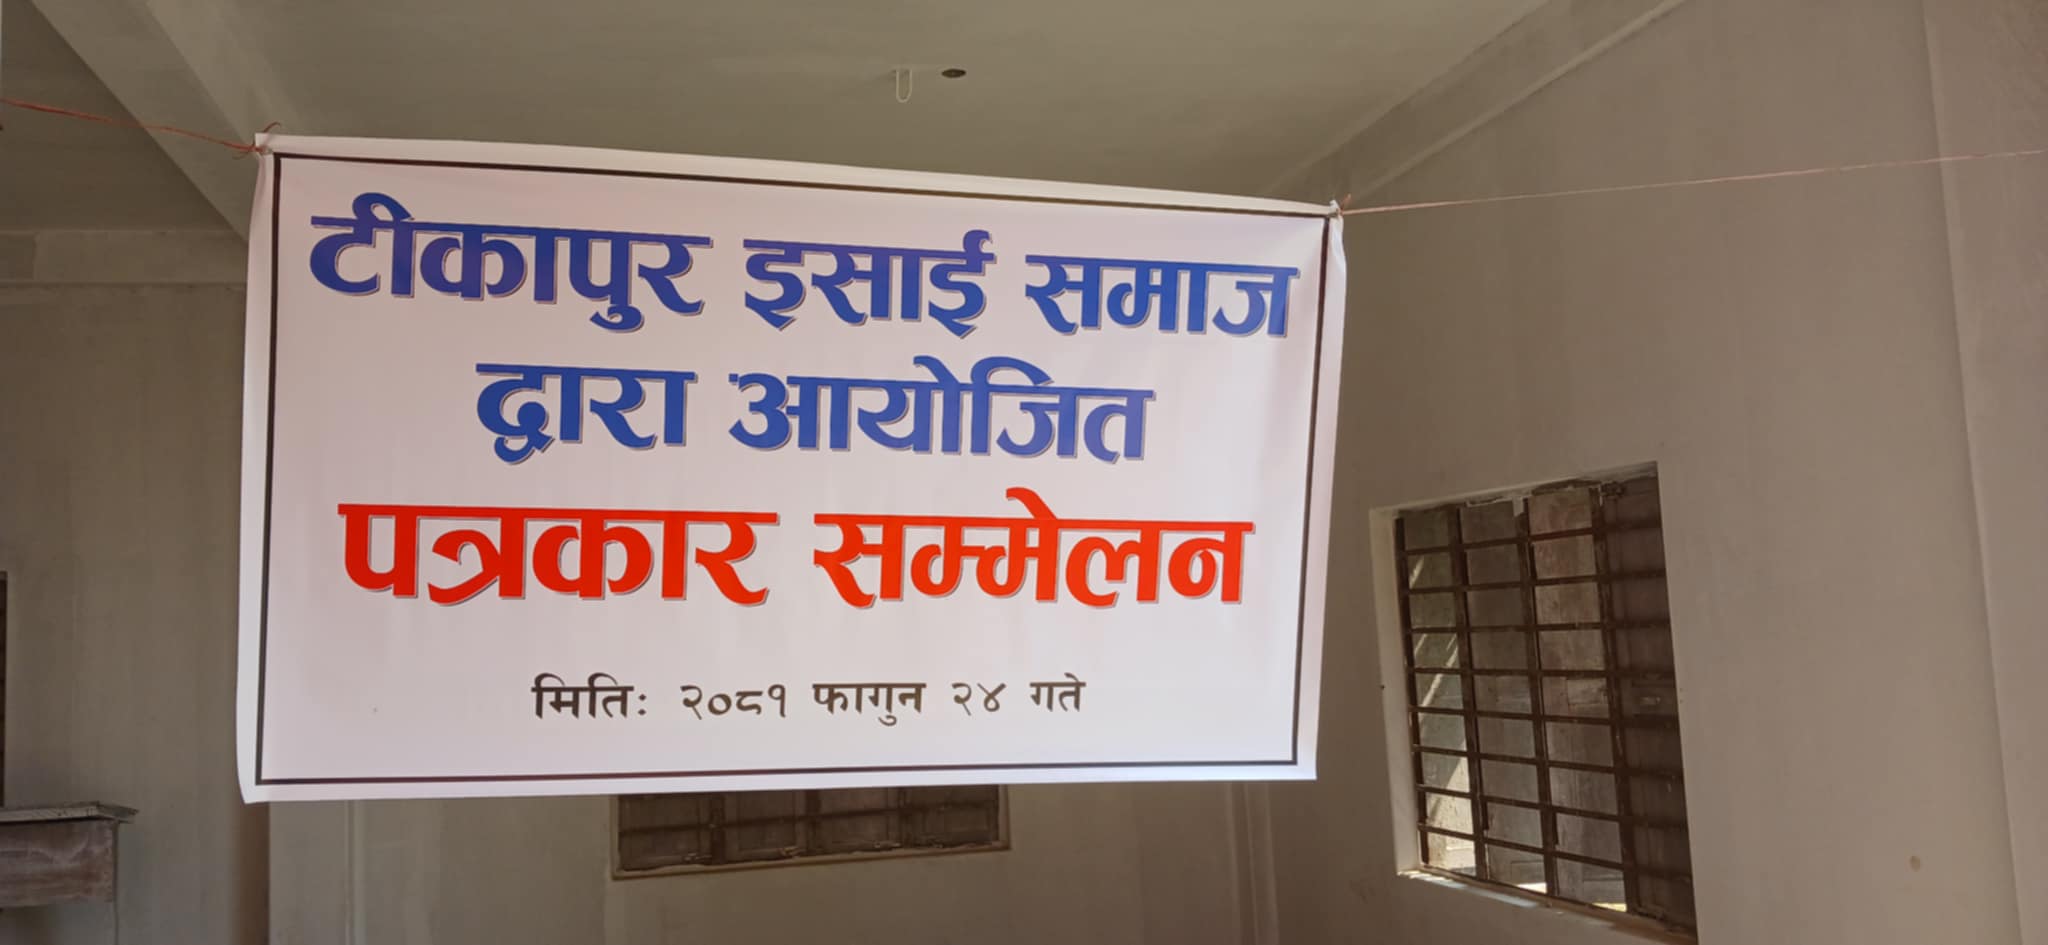 टीकापुर इसाई समाज
द्वारा आयोजित
पत्रकार सम्मेलन
मितिः २०८१ फागुन २४ गते